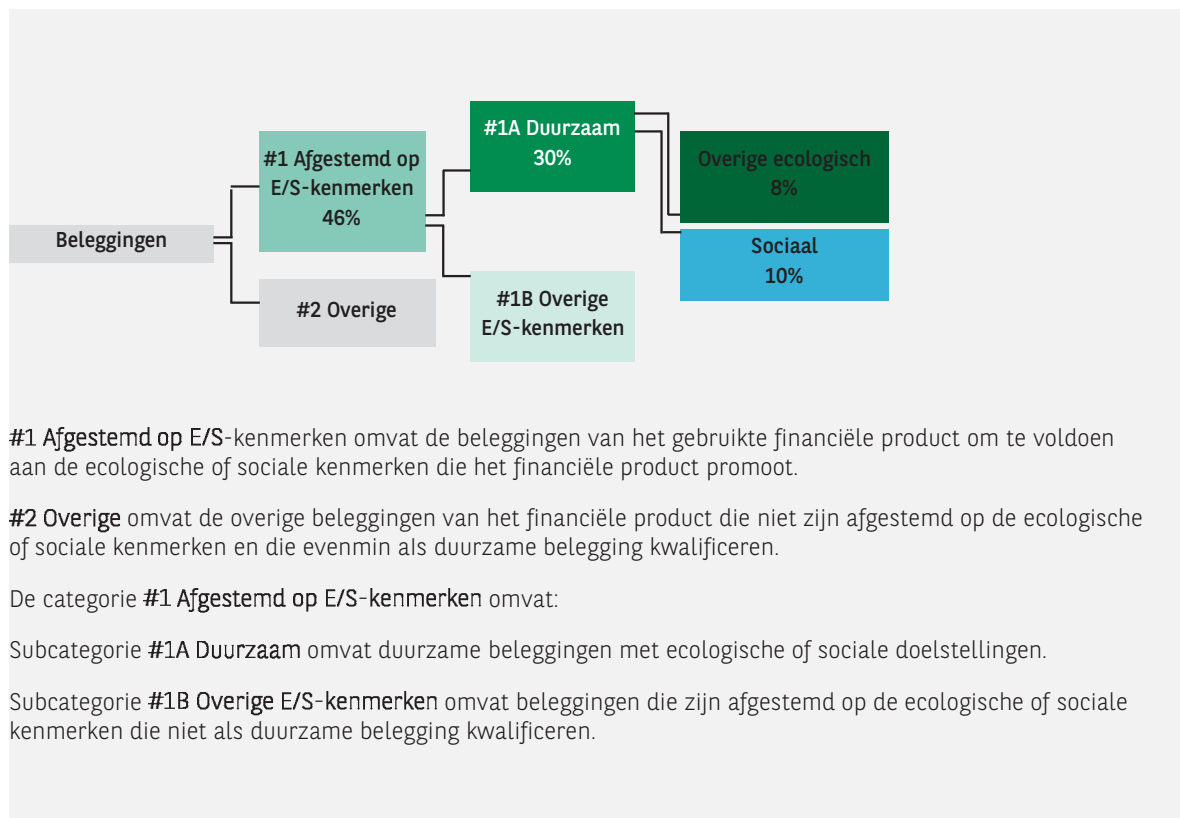 #1A Duurzaam
30%
#1 Afgestemd op
E/S-kenmerken
46%
Overige ecologisch
8%
Beleggingen
Sociaal
10%
#2 Overige
#1B Overige
E/S-kenmerken
#1 Afgestemd op E/S-kenmerken omvat de beleggingen van het gebruikte financiële product om te voldoen
aan de ecologische of sociale kenmerken die het financiële product promoot.
#2 Overige omvat de overige beleggingen van het financiële product die niet zijn afgestemd op de ecologische
of sociale kenmerken en die evenmin als duurzame belegging kwalificeren.
De categorie #1 Afgestemd op E/S-kenmerken omvat:
Subcategorie #1A Duurzaam omvat duurzame beleggingen met ecologische of sociale doelstellingen.
Subcategorie #1B Overige E/S-kenmerken omvat beleggingen die zijn afgestemd op de ecologische of sociale
kenmerken die niet als duurzame belegging kwalificeren.